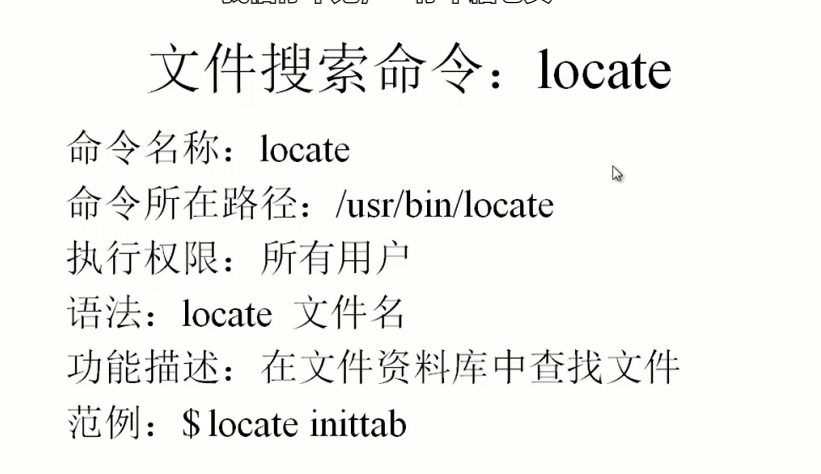 文件搜索命令：locate
命令名称：locate
命令所在路径：/usr/bin/locate
执行权限：所有用户
语法：locate 文件名
功能描述：在文件资料库中查找文件
范例：$ locate inittab